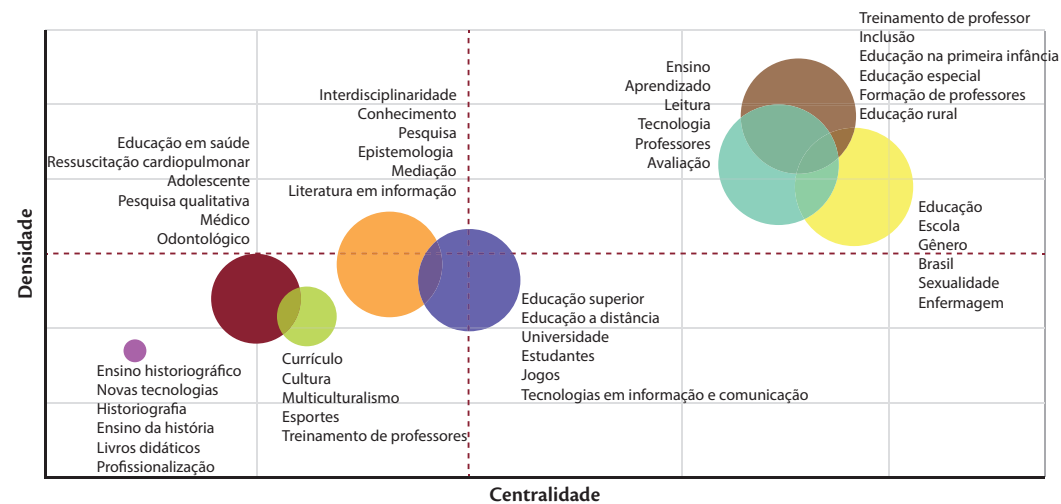 Treinamento de professor
Inclusão
Educação na primeira infância
Educação especial
Formação de professores
Educação rural
Ensino
Aprendizado
Leitura
Tecnologia
Professores
Avaliação
Interdisciplinaridade
Conhecimento
Pesquisa
Epistemologia
Mediação
Literatura em informação
Educação em saúde
Ressuscitação cardiopulmonar
Adolescente
Pesquisa qualitativa
Médico
Odontológico
Educação
Escola
Gênero
Brasil
Sexualidade
Enfermagem
Educação superior
Educação a distância
Universidade
Estudantes
Jogos
Tecnologias em informação e comunicação
Currículo
Cultura
Multiculturalismo
Esportes
Treinamento de professores
Ensino historiográfico
Novas tecnologias
Historiografia
Ensino da história
Livros didáticos
Profissionalização
Densidade
Centralidade